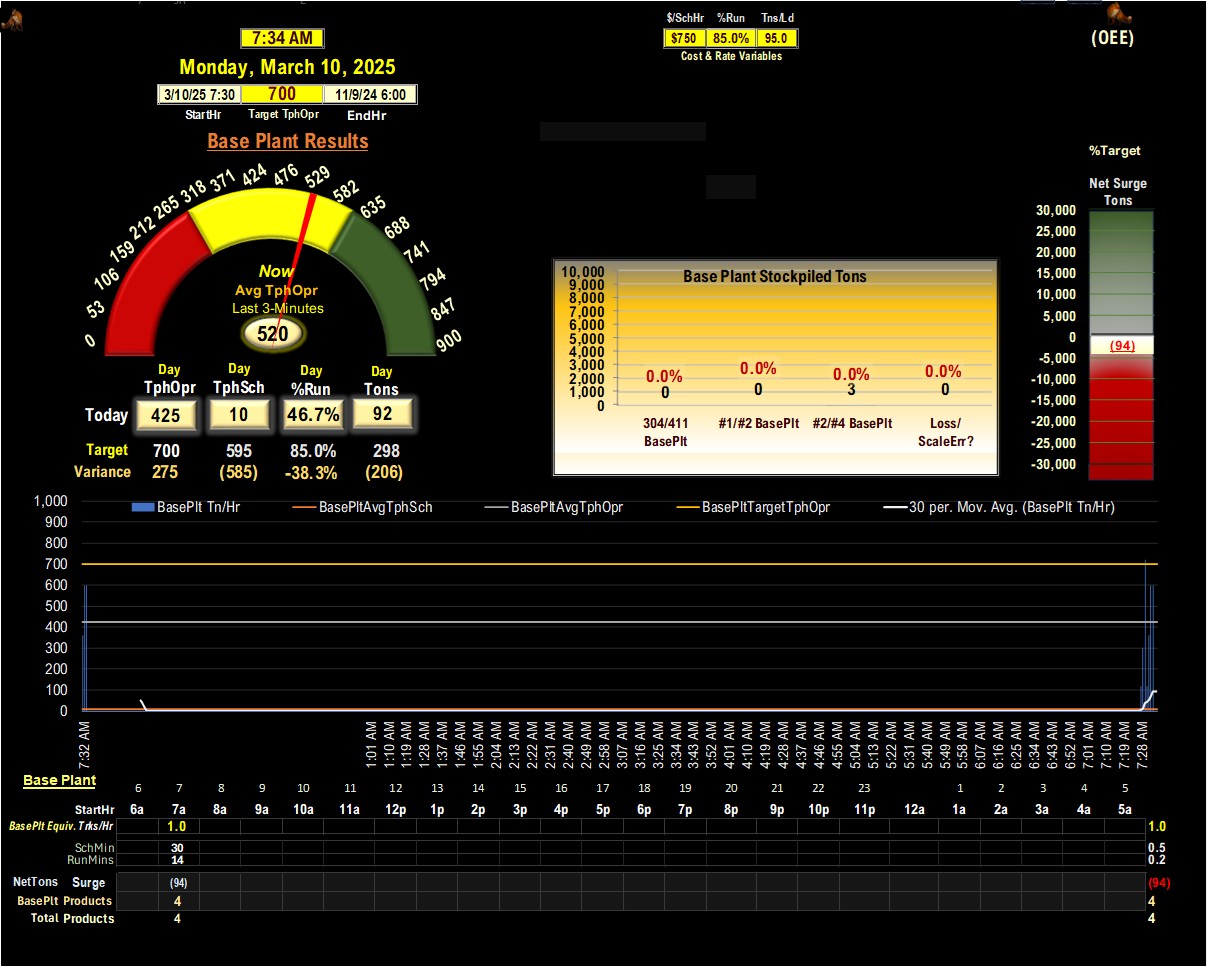 $/SchHr %Run Tns/Ld
7:34 AM
$750 85.0% 95.0
(OEE)
Cost & Rate Variables
Monday, March 10, 2025
3/10/25 7:30 700 11/9/24 6:00
StartHr Target TphOpr EndHr
Base Plant Results
%Target
Net Surge
Tons
0 53 106 159 212 265 318 371 424 476 529 582 635 688 741 794 847 900
Now
Avg TphOpr
Last 3-Minutes
520
30,000
25,000
20,000
15,000
10,000
5,000
0
-5,000
-10,000
-15,000
-20,000
-25,000
-30,000
(94)
Base Plant Stockpiled Tons
10,000
9,000
8,000
7,000
6,000
5,000
4,000
3,000
2,000
1,000
0
0.0% 0.0% 0.0% 0.0%
0 0 3 0
304/411 BasePlt
#1/#2 BasePlt
#2/#4 BasePlt
Loss/ ScaleErr?
Day Day Day Day
TphOpr TphSch %Run Tons
Today 425 10 46.7% 92
Target 700 595 85.0% 298
Variance 275 (585) -38.3% (206)
BasePlt Tn/Hr BasePltAvgTphSch BasePltAvgTphOpr BasePltTargetTphOpr 30 per. Mov. Avg. (BasePlt Tn/Hr)
1,000
900
800
700
600
500
400
300
200
100
0
7:32 AM 1:01 AM 1:10 AM 1:19 AM 1:28 AM 1:37 AM 1:46 AM 1:55 AM 2:04 AM 2:13 AM 2:22 AM 2:31 AM 2:40 AM 2:49 AM 2:58 AM 3:07 AM 3:16 AM 3:25 AM 3:34 AM 3:43 AM 3:52 AM 4:01 AM 4:10 AM 4:19 AM 4:28 AM 4:37 AM 4:46 AM 4:55 AM 5:04 AM 5:13 AM 5:22 AM 5:31 AM 5:40 AM 5:49 AM 5:58 AM 6:07 AM 6:16 AM 6:25 AM 6:34 AM 6:43 AM 6:52 AM 7:01 AM 7:10 AM 7:19 AM 7:28 AM
Base Plant
6 7 8 9 10 11 12 13 14 15 16 17 18 19 20 21 22 23 1 2 3 4 5
StartHr 6a 7a 8a 9a 10a 11a 12p 1p 2p 3p 4p 5p 6p 7p 8p 9p 10p 11p 12a 1a 2a 3a 4a 5a
BasePlt Equiv. Trks/Hr 1.0 1.0
SchMin 30 0.5
RunMins 14 0.2
NetTons Surge (94) (94)
BasePlt Products 4 4
Total Products 4 4